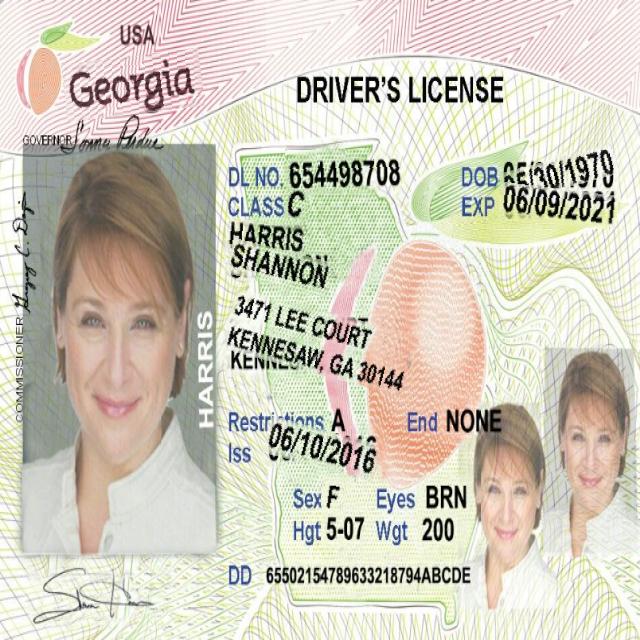 USA
Georgia
DRIVER'S LICENSE
GOVERNOR Sonny Perdue
COMMISSIONER
DL NO. 654498708
DOB /30/1979
CLASS C
EXP 06/09/2021
HARRIS
SHANNON
3471 LEE COURT
KENNESAW, GA 30144
HARRIS
Restrictions A End NONE
Iss 06/10/2016
Sex F Eyes BRN
Hgt 5-07 Wgt 200
DD 65502154789633218794ABCDE